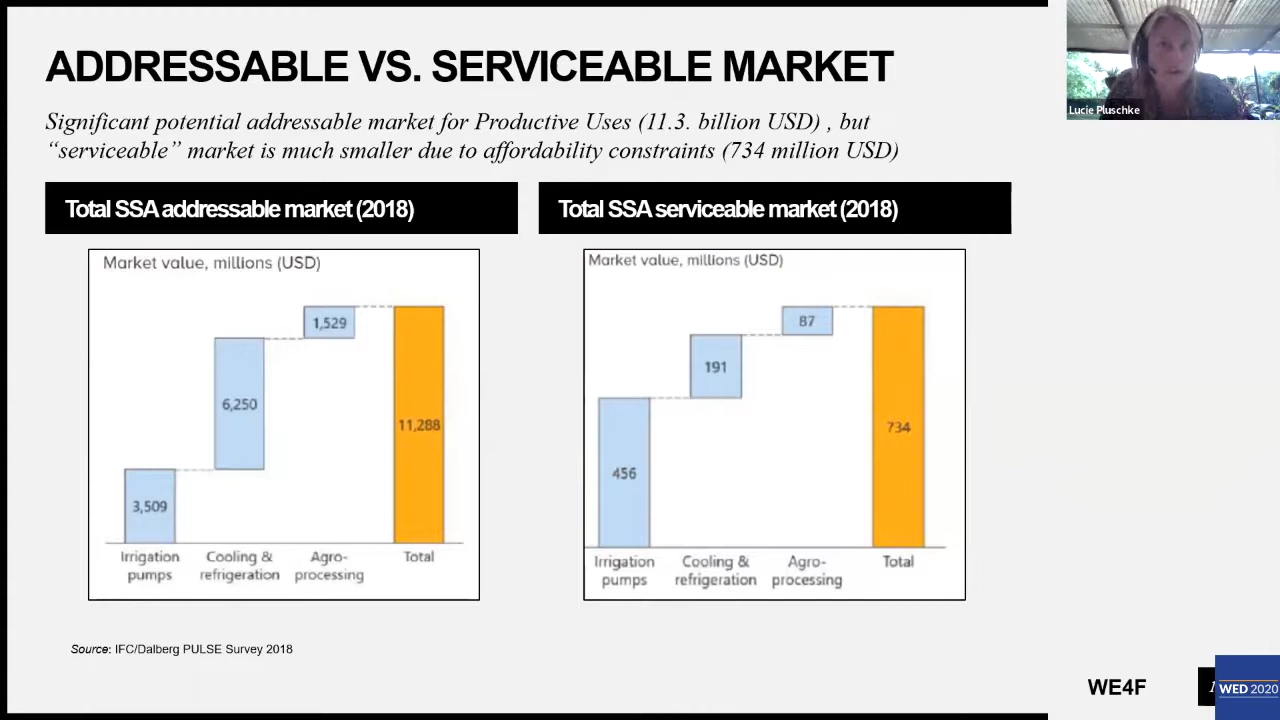 ADDRESSABLE VS. SERVICEABLE MARKET
Significant potential addressable market for Productive Uses (11.3. billion USD) , but
“serviceable” market is much smaller due to affordability constraints (734 million USD)
Total SSA addressable market (2018)
Market value, millions (USD)
3,509
6,250
1,529
11,288
Irrigation
pumps
Cooling &
refrigeration
Agro-
processing
Total
Total SSA serviceable market (2018)
Market value, millions (USD)
456
191
87
734
Irrigation
pumps
Cooling &
refrigeration
Agro-
processing
Total
Source: IFC/Dalberg PULSE Survey 2018
Lucie Pluschke
WE4F
WED 2020